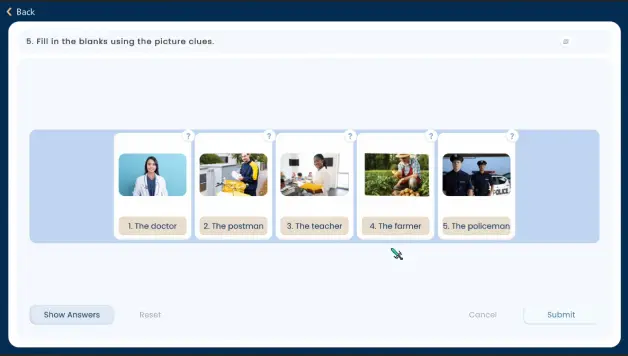 Back
5. Fill in the blanks using the picture clues.
? ? ? ? ?
POLICE
1. The doctor 2. The postman 3. The teacher 4. The farmer 5. The policeman
Show Answers Reset Cancel Submit